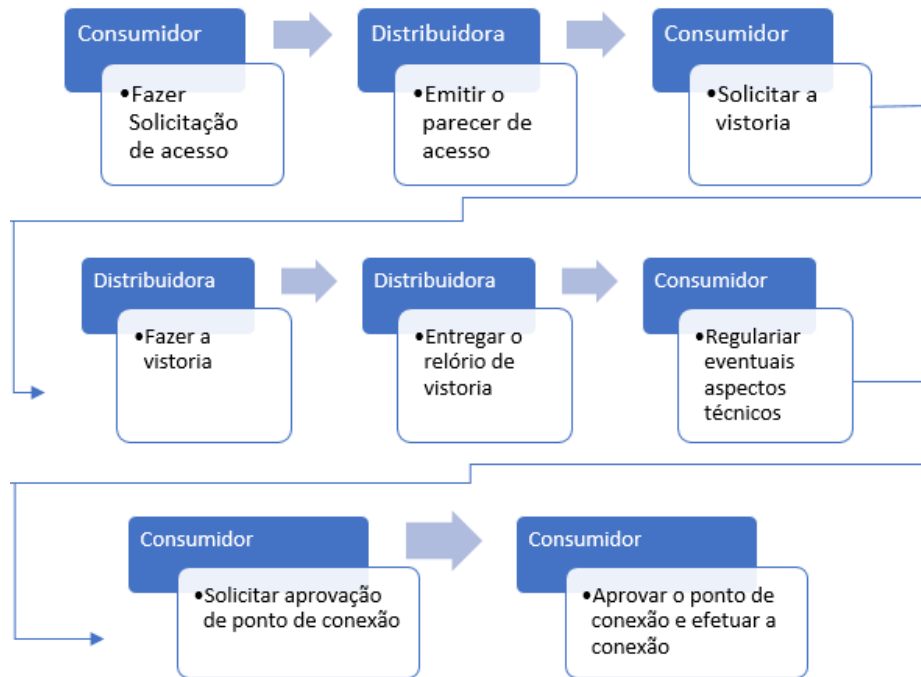 Consumidor
•Fazer
Solicitação
de acesso
Distribuidora
•Emitir o
parecer de
acesso
Consumidor
•Solicitar a
vistoria
Distribuidora
•Fazer a
vistoria
Distribuidora
•Entregar o
relório de
vistoria
Consumidor
•Regulariar
eventuais
aspectos
técnicos
Consumidor
•Solicitar aprovação
de ponto de conexão
Consumidor
•Aprovar o ponto de
conexão e efetuar a
conexão